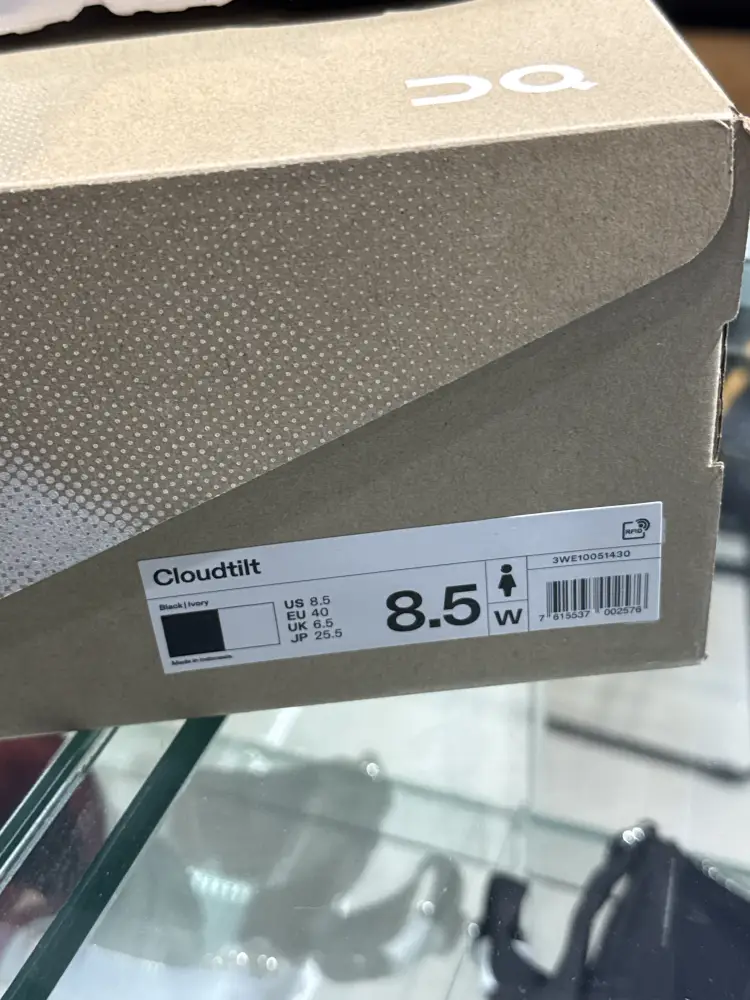 On
Cloudtilt
RFID
3WE10051430
Black | Ivory
US 8.5
EU 40
UK 6.5
JP 25.5
8.5
W
7 615537 002576
Made in Indonesia